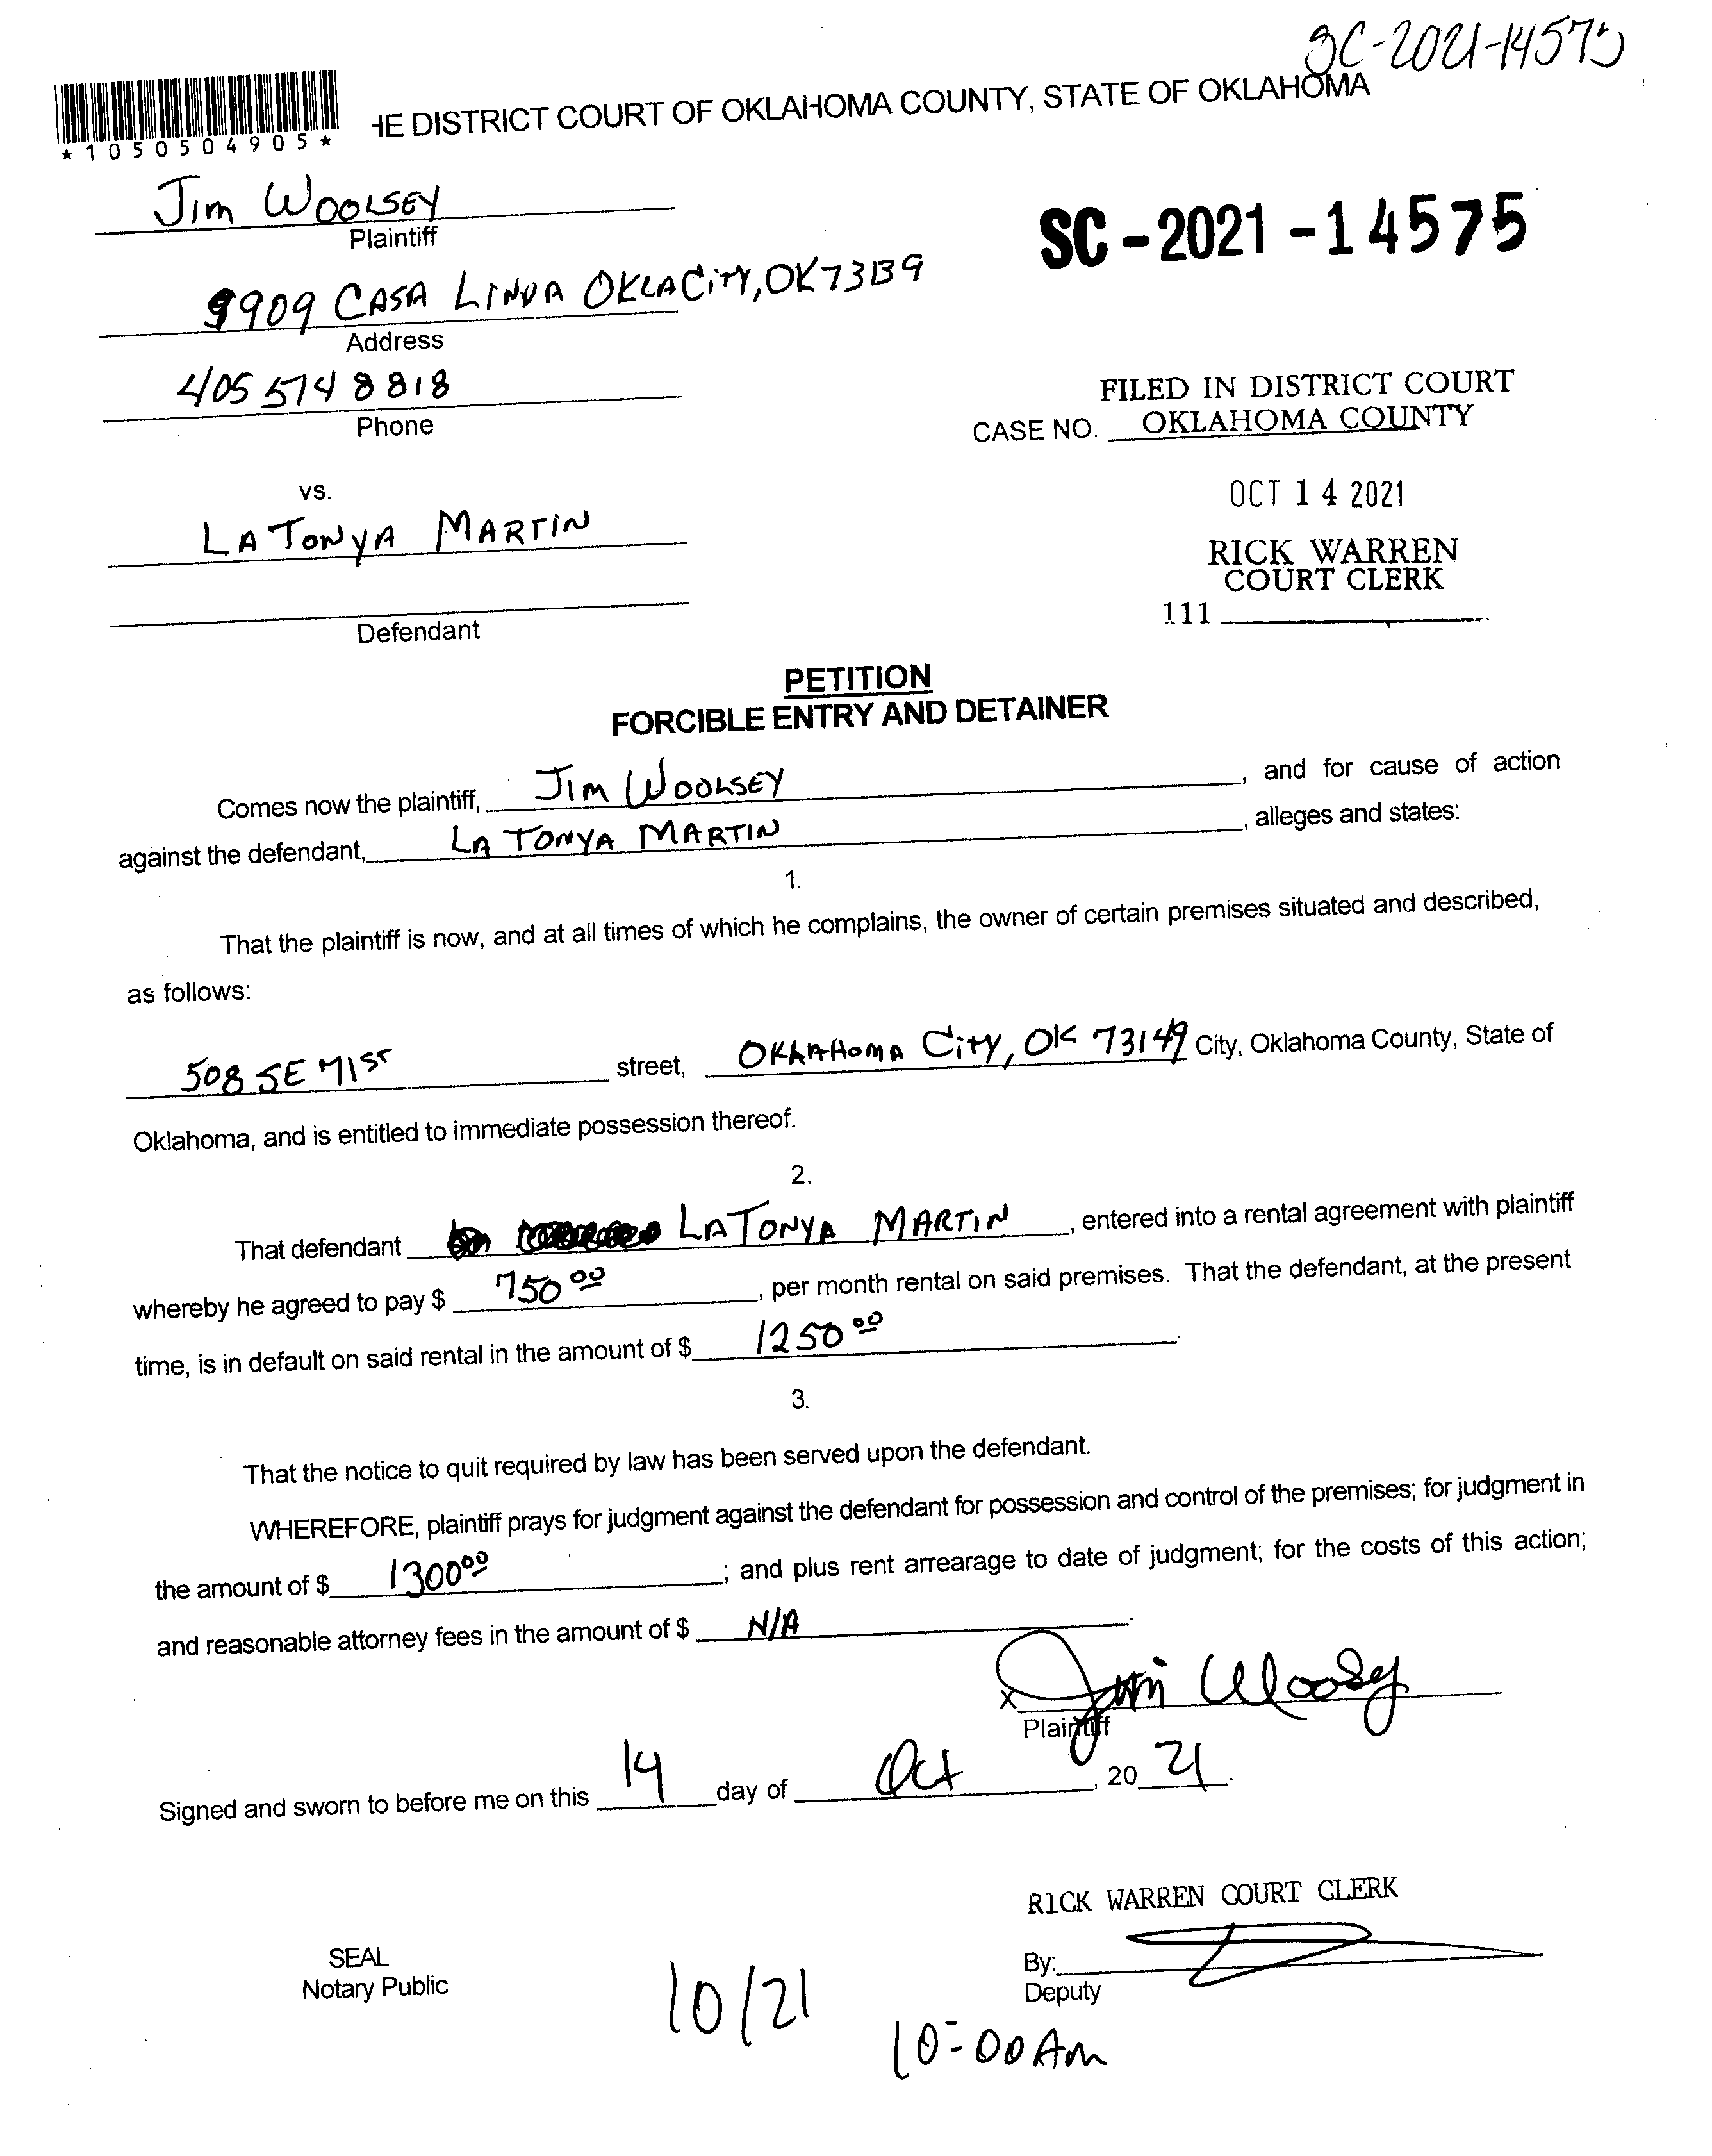 SC-2021-14575
HE DISTRICT COURT OF OKLAHOMA COUNTY, STATE OF OKLAHOMA
*1050504905*
JIM WOOLSEY
Plaintiff
SC-2021-14575
9909 CASA LINDA OKLACITY, OK 73139
Address
405 574 8818
Phone
FILED IN DISTRICT COURT
CASE NO. OKLAHOMA COUNTY
vs.
OCT 14 2021
LA TONYA MARTIN
RICK WARREN
COURT CLERK
111
Defendant
PETITION
FORCIBLE ENTRY AND DETAINER
Comes now the plaintiff, JIM WOOLSEY, and for cause of action
against the defendant, LA TONYA MARTIN, alleges and states:
1.
That the plaintiff is now, and at all times of which he complains, the owner of certain premises situated and described,
as follows:
508 SE 71ST street, OKLAHOMA CITY, OK 73149 City, Oklahoma County, State of
Oklahoma, and is entitled to immediate possession thereof.
2.
That defendant LATONYA MARTIN, entered into a rental agreement with plaintiff
whereby he agreed to pay $ 750 00, per month rental on said premises. That the defendant, at the present
time, is in default on said rental in the amount of $ 1250 00.
3.
That the notice to quit required by law has been served upon the defendant.
WHEREFORE, plaintiff prays for judgment against the defendant for possession and control of the premises; for judgment in
the amount of $ 1300 00; and plus rent arrearage to date of judgment; for the costs of this action;
and reasonable attorney fees in the amount of $ N/A.
X Jim Woolsey
Plaintiff
Signed and sworn to before me on this 14 day of Oct, 20 21.
RICK WARREN COURT CLERK
SEAL
Notary Public
By:
Deputy
10/21
10:00 Am